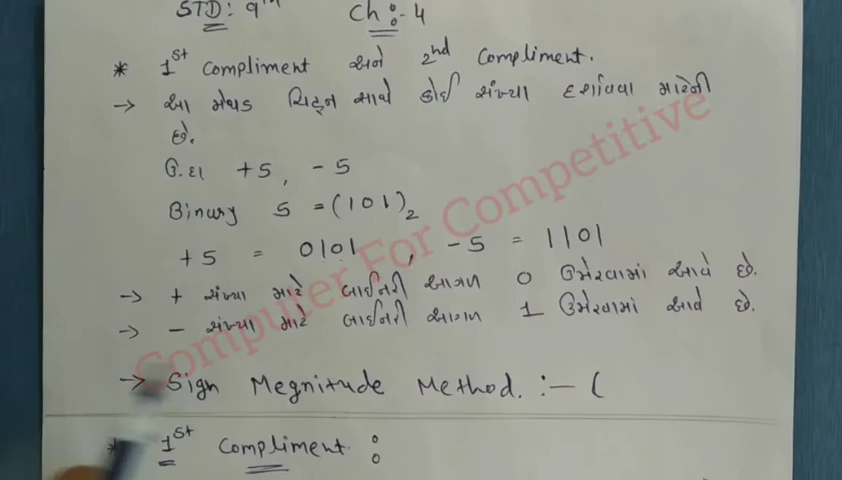 STD: 9th Ch :- 4
* 1st Compliment અને 2nd Compliment.
→ આ મેથડ ચિહ્ન સાથે કોઈ સંખ્યા દર્શાવવા માટેની
છે.
ઉ.દા +5, -5
Binary 5 = (101)2
+5 = 0101, -5 = 1101
→ + સંખ્યા માટે બાઈનરી આગળ 0 ઉમેરવામાં આવે છે.
→ - સંખ્યા માટે બાઈનરી આગળ 1 ઉમેરવામાં આવે છે.
→ Sign Megnitude Method. :- (
* 1st Compliment :
Computer For Competitive